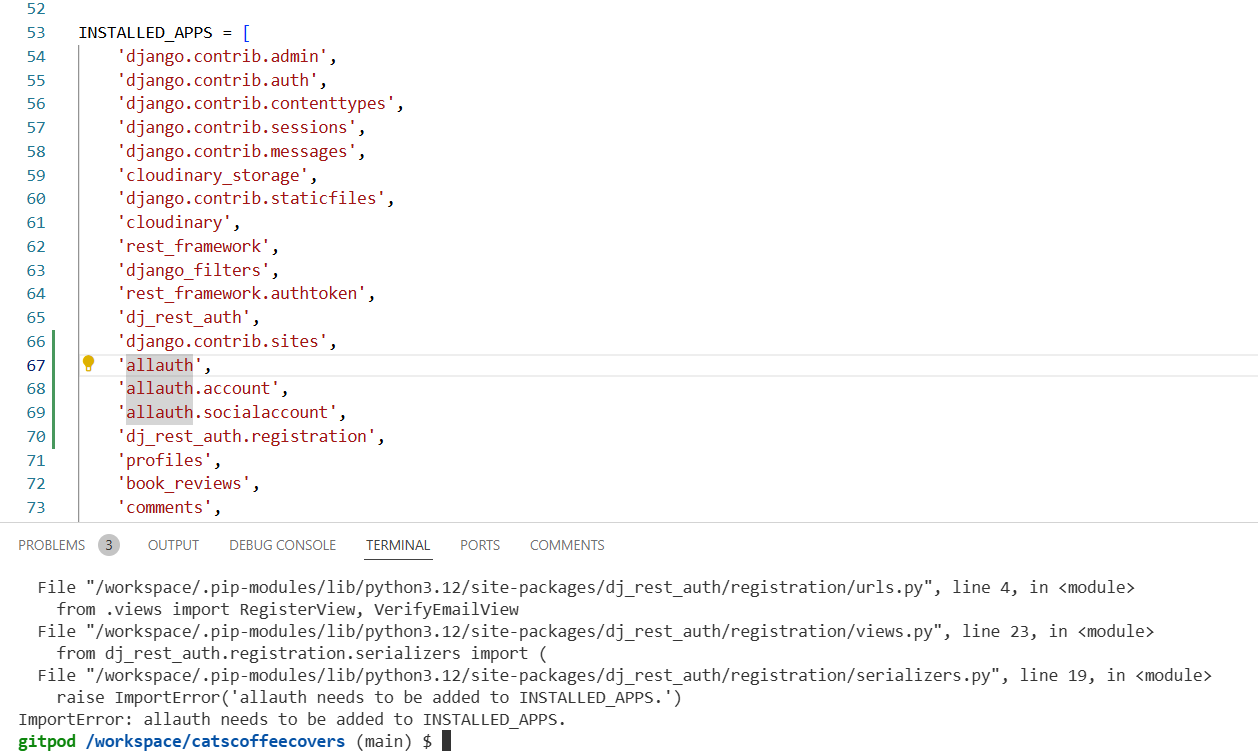 52
53 INSTALLED_APPS = [
54 'django.contrib.admin',
55 'django.contrib.auth',
56 'django.contrib.contenttypes',
57 'django.contrib.sessions',
58 'django.contrib.messages',
59 'cloudinary_storage',
60 'django.contrib.staticfiles',
61 'cloudinary',
62 'rest_framework',
63 'django_filters',
64 'rest_framework.authtoken',
65 'dj_rest_auth',
66 'django.contrib.sites',
67 'allauth',
68 'allauth.account',
69 'allauth.socialaccount',
70 'dj_rest_auth.registration',
71 'profiles',
72 'book_reviews',
73 'comments',
PROBLEMS 3 OUTPUT DEBUG CONSOLE TERMINAL PORTS COMMENTS
File "/workspace/.pip-modules/lib/python3.12/site-packages/dj_rest_auth/registration/urls.py", line 4, in <module>
from .views import RegisterView, VerifyEmailView
File "/workspace/.pip-modules/lib/python3.12/site-packages/dj_rest_auth/registration/views.py", line 23, in <module>
from dj_rest_auth.registration.serializers import (
File "/workspace/.pip-modules/lib/python3.12/site-packages/dj_rest_auth/registration/serializers.py", line 19, in <module>
raise ImportError('allauth needs to be added to INSTALLED_APPS.')
ImportError: allauth needs to be added to INSTALLED_APPS.
gitpod /workspace/catscoffeecovers (main) $